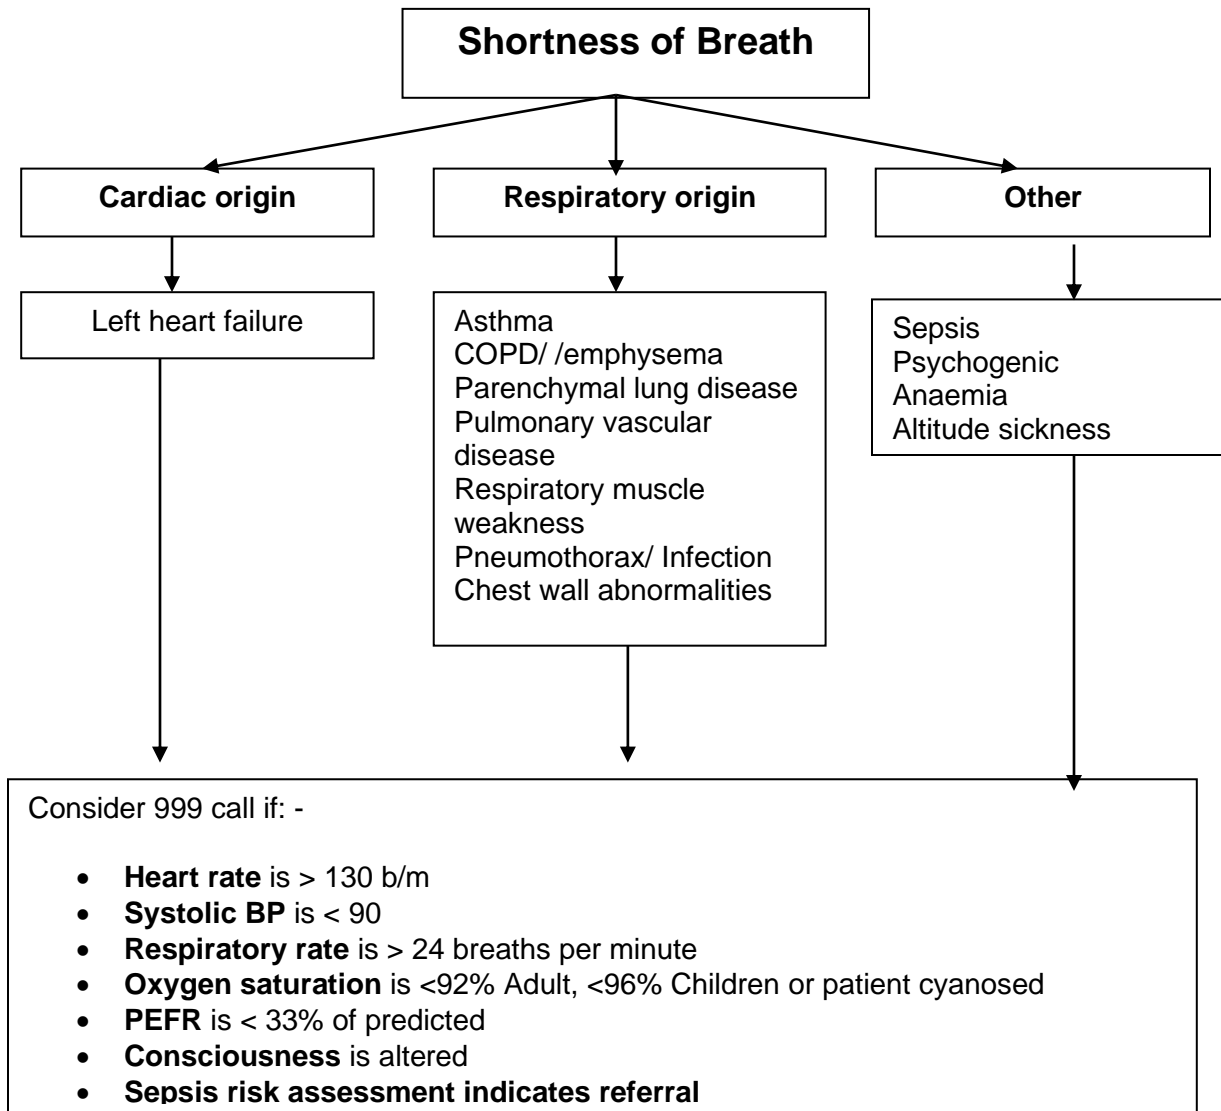 Shortness of Breath
Cardiac origin
Respiratory origin
Other
Left heart failure
Asthma
COPD/ /emphysema
Parenchymal lung disease
Pulmonary vascular
disease
Respiratory muscle
weakness
Pneumothorax/ Infection
Chest wall abnormalities
Sepsis
Psychogenic
Anaemia
Altitude sickness
Consider 999 call if: -
• Heart rate is > 130 b/m
• Systolic BP is < 90
• Respiratory rate is > 24 breaths per minute
• Oxygen saturation is <92% Adult, <96% Children or patient cyanosed
• PEFR is < 33% of predicted
• Consciousness is altered
• Sepsis risk assessment indicates referral